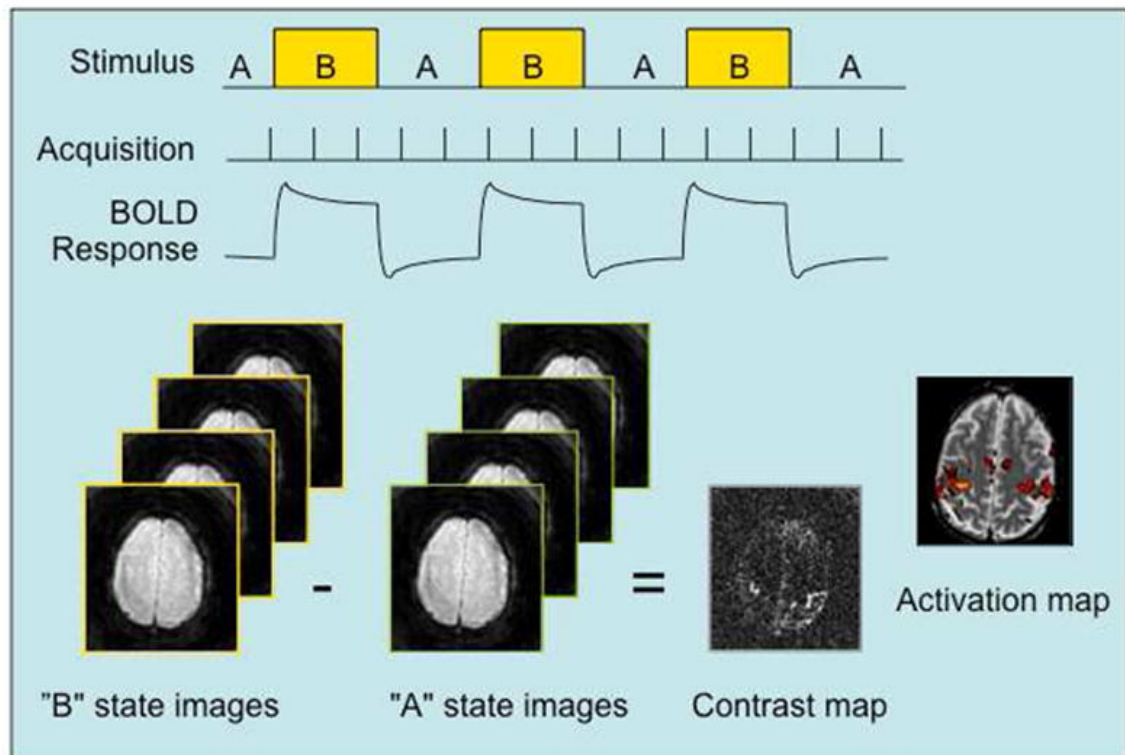 Stimulus
A B A B A B A
Acquisition
BOLD
Response
-
=
Activation map
”B" state images
"A" state images
Contrast map